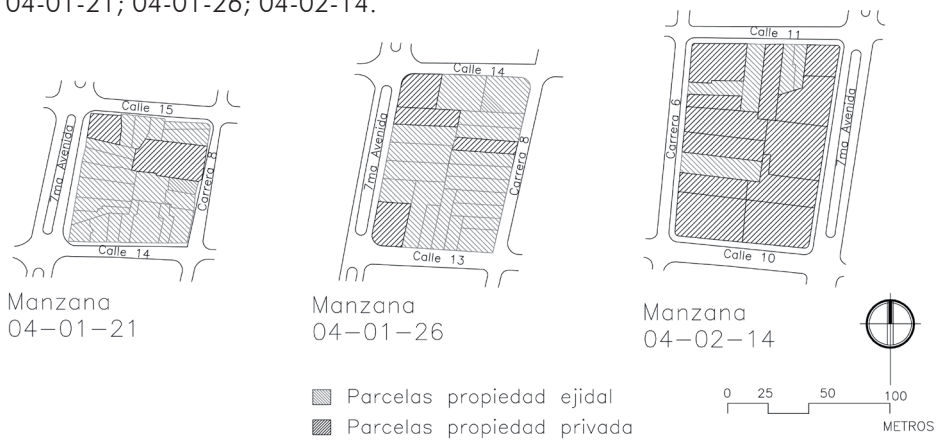 04-01-21; 04-01-26; 04-02-14.
Calle 15
7ma Avenida
Carrera 8
Calle 14
Manzana
04-01-21
Calle 14
7ma Avenida
Carrera 8
Calle 13
Manzana
04-01-26
Calle 11
Carrera 6
7ma Avenida
Calle 10
Manzana
04-02-14
Parcelas propiedad ejidal
Parcelas propiedad privada
0 25 50 100
METROS